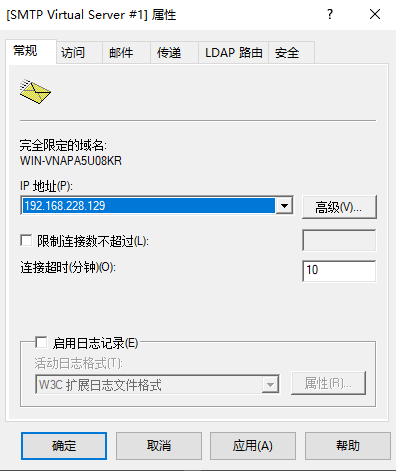 [SMTP Virtual Server #1] 属性
常规 访问 邮件 传递 LDAP 路由 安全
完全限定的域名:
WIN-VNAPA5U08KR
IP 地址(P):
192.168.228.129 高级(V)...
限制连接数不超过(L):
连接超时(分钟)(O): 10
启用日志记录(E)
活动日志格式(T):
W3C 扩展日志文件格式 属性(R)...
确定 取消 应用(A) 帮助